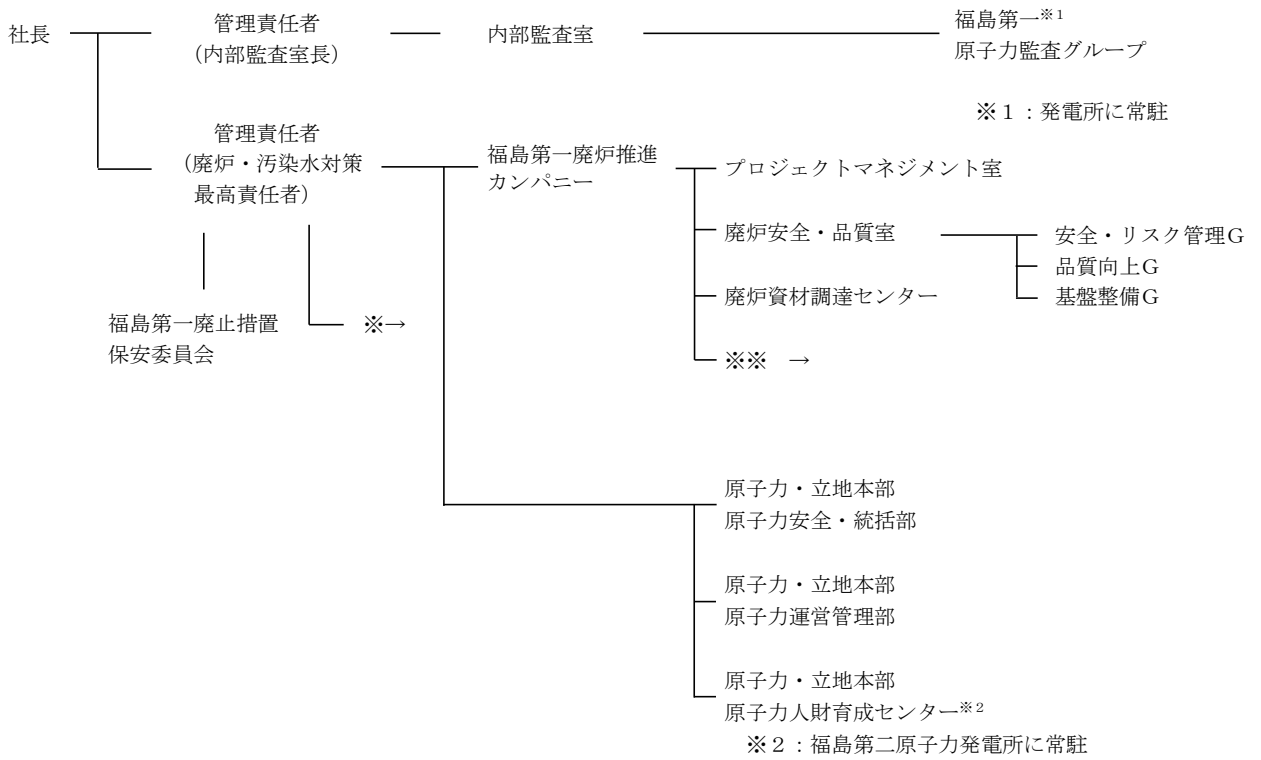 社長
管理責任者
(内部監査室長)
内部監査室
福島第一※1
原子力監査グループ
※1:発電所に常駐
管理責任者
(廃炉・汚染水対策
最高責任者)
福島第一廃炉推進
カンパニー
プロジェクトマネジメント室
廃炉安全・品質室
安全・リスク管理G
品質向上G
基盤整備G
廃炉資材調達センター
福島第一廃止措置
保安委員会
※→
※※ →
原子力・立地本部
原子力安全・統括部
原子力・立地本部
原子力運営管理部
原子力・立地本部
原子力人財育成センター※2
※2:福島第二原子力発電所に常駐